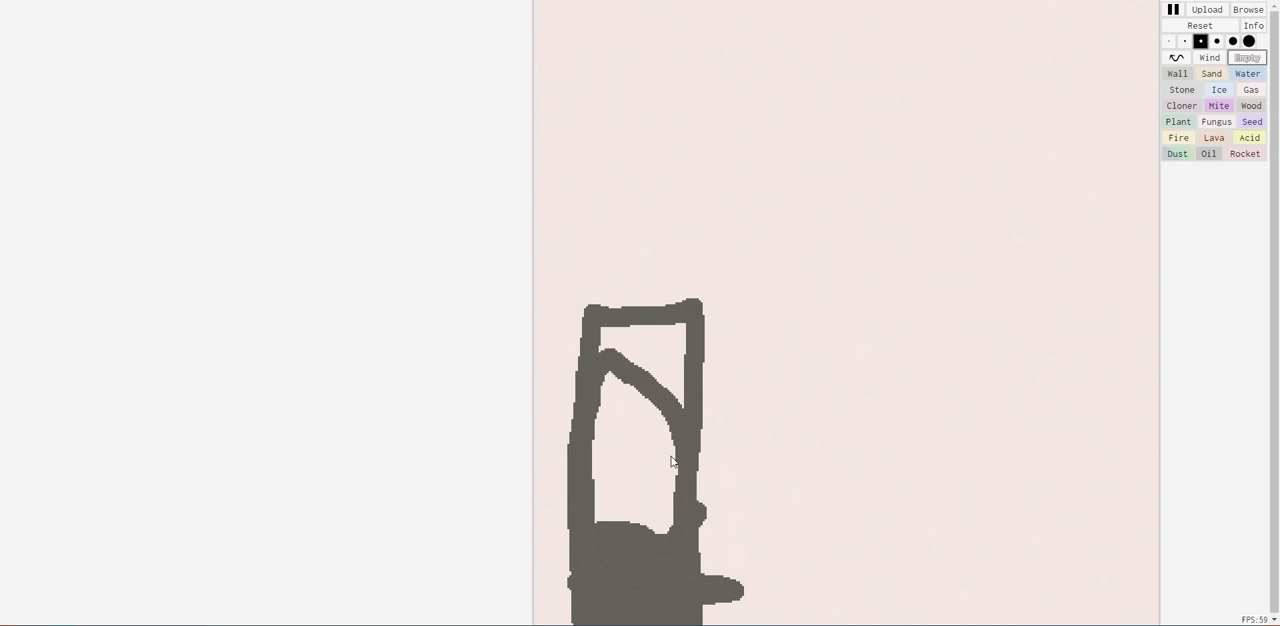 Upload Browse
Reset Info
Wind Empty
Wall Sand Water
Stone Ice Gas
Cloner Mite Wood
Plant Fungus Seed
Fire Lava Acid
Dust Oil Rocket
FPS:59